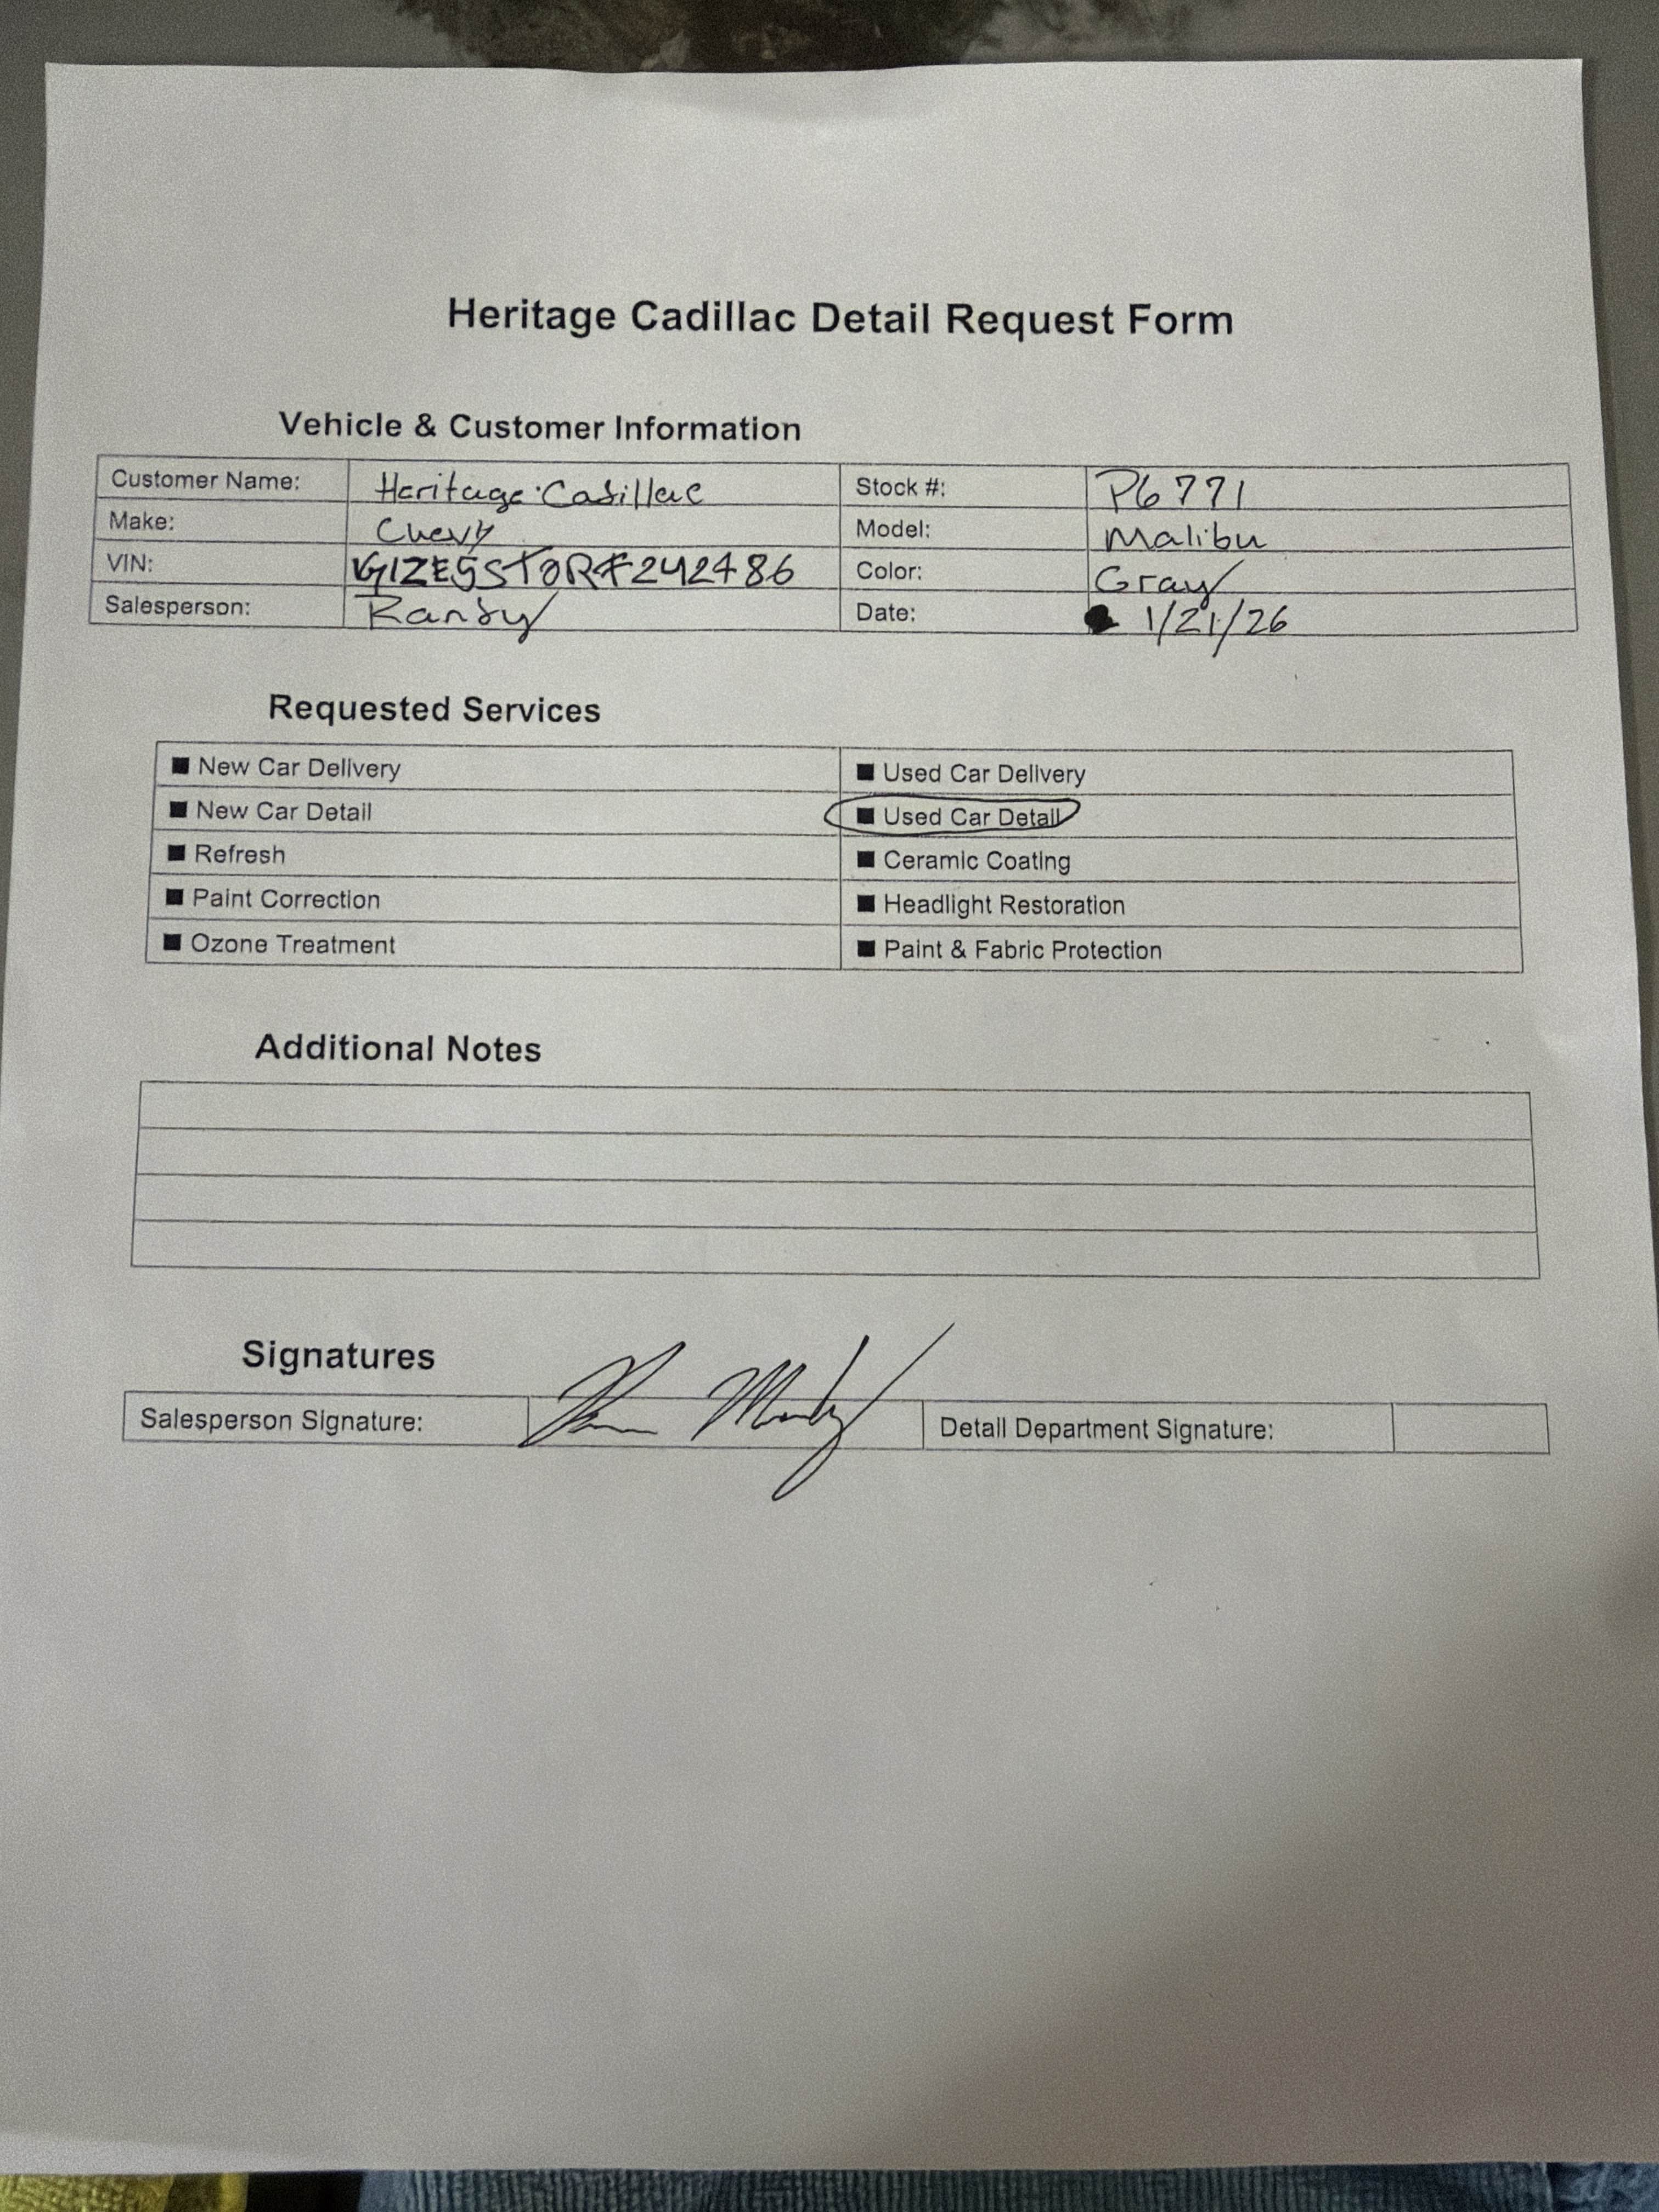 Heritage Cadillac Detail Request Form
Vehicle & Customer Information
Customer Name: Heritage Cadillac Stock #: P6771
Make: Chevy Model: Malibu
VIN: Color: Gray
Salesperson: Randy Date: 1/21/26
Requested Services
■ New Car Delivery ■ Used Car Delivery
■ New Car Detail ■ Used Car Detail
■ Refresh ■ Ceramic Coating
■ Paint Correction ■ Headlight Restoration
■ Ozone Treatment ■ Paint & Fabric Protection
Additional Notes
Signatures
Salesperson Signature: Detail Department Signature: